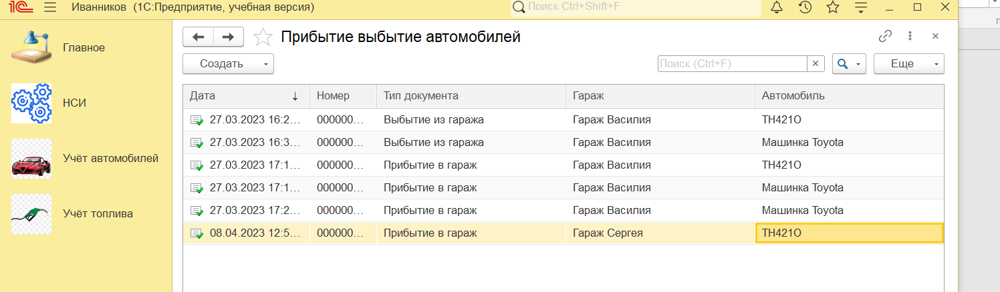 1С Иванников (1С:Предприятие, учебная версия) Поиск Ctrl+Shift+F
Главное
НСИ
Учёт автомобилей
Учёт топлива
Прибытие выбытие автомобилей
Создать Поиск (Ctrl+F) × Еще
Дата ↓ Номер Тип документа Гараж Автомобиль
27.03.2023 16:2... 000000... Выбытие из гаража Гараж Василия ТН421О
27.03.2023 16:3... 000000... Выбытие из гаража Гараж Василия Машинка Toyota
27.03.2023 17:1... 000000... Прибытие в гараж Гараж Василия ТН421О
27.03.2023 17:1... 000000... Прибытие в гараж Гараж Василия Машинка Toyota
27.03.2023 17:2... 000000... Прибытие в гараж Гараж Василия Машинка Toyota
08.04.2023 12:5... 000000... Прибытие в гараж Гараж Сергея ТН421О